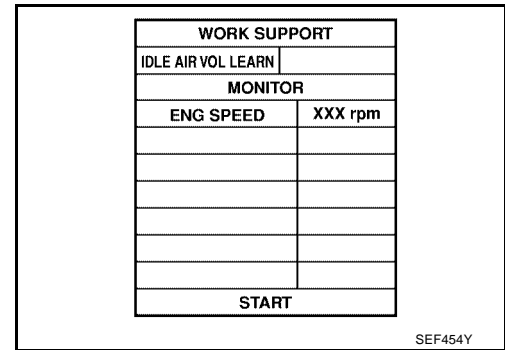 WORK SUPPORT
IDLE AIR VOL LEARN
MONITOR
ENG SPEED XXX rpm
START
SEF454Y